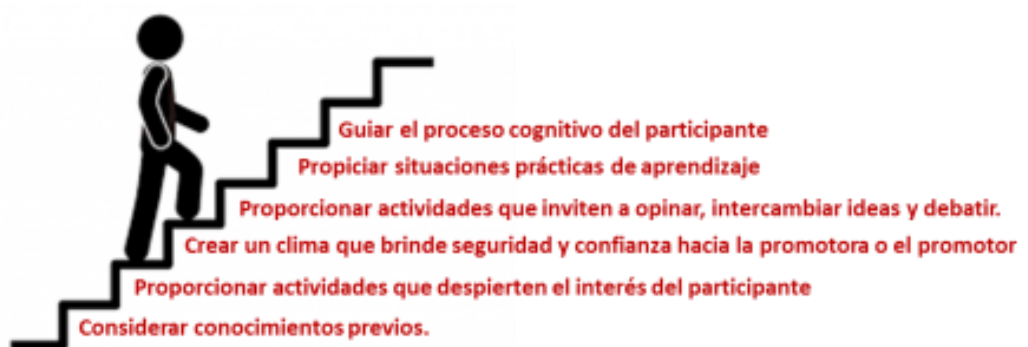 Guiar el proceso cognitivo del participante
Propiciar situaciones prácticas de aprendizaje
Proporcionar actividades que inviten a opinar, intercambiar ideas y debatir.
Crear un clima que brinde seguridad y confianza hacia la promotora o el promotor
Proporcionar actividades que despierten el interés del participante
Considerar conocimientos previos.